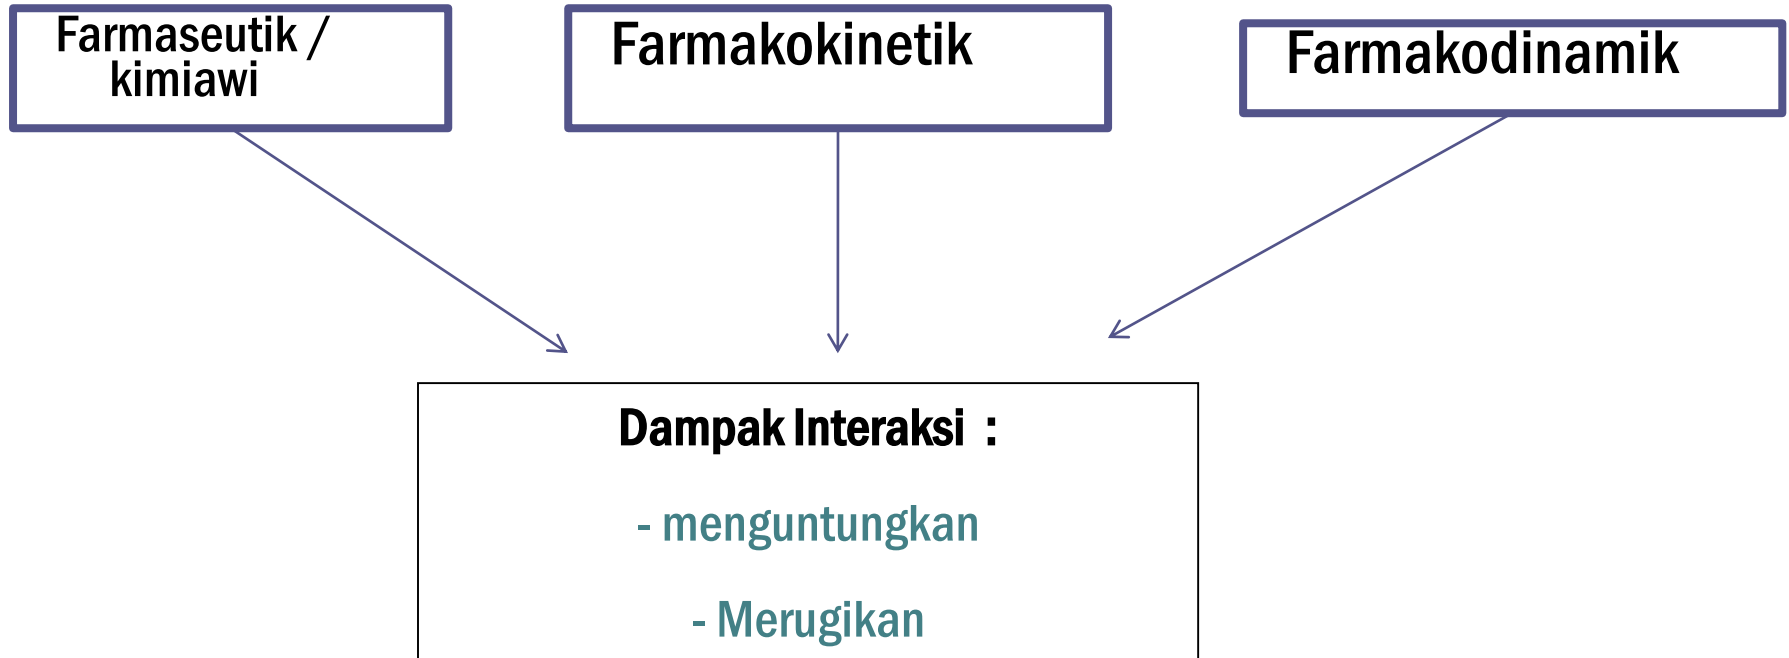 Farmaseutik /
kimiawi
Farmakokinetik
Farmakodinamik
Dampak Interaksi :
- menguntungkan
- Merugikan